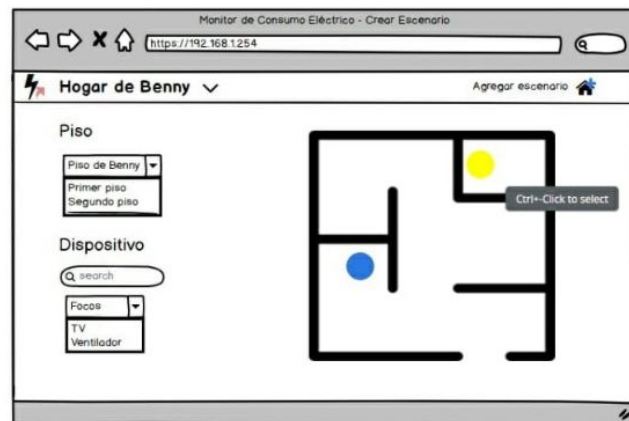 Monitor de Consumo Eléctrico - Crear Escenario
https://192.168.1.254
Hogar de Benny
Agregar escenario
Piso
Piso de Benny
Primer piso
Segundo piso
Ctrl+-Click to select
Dispositivo
search
Focos
TV
Ventilador